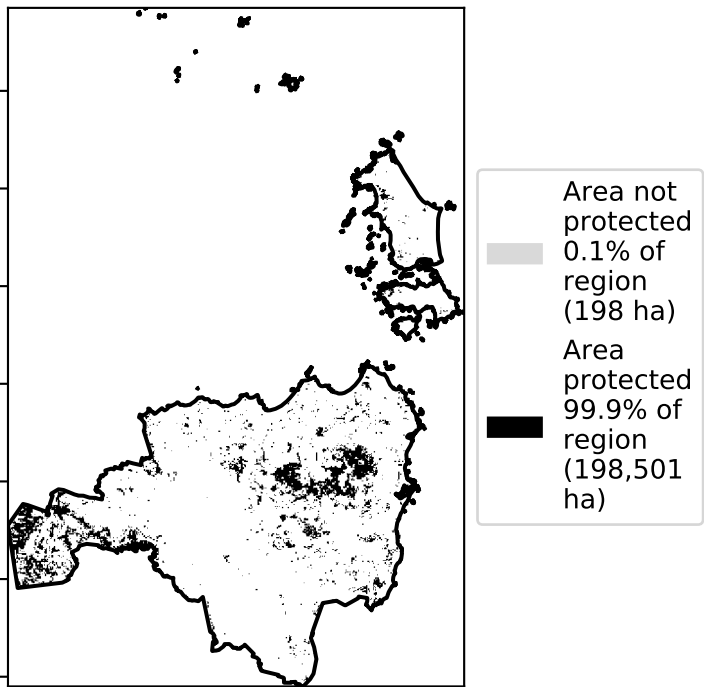 Area not
protected
0.1% of
region
(198 ha)
Area
protected
99.9% of
region
(198,501
ha)